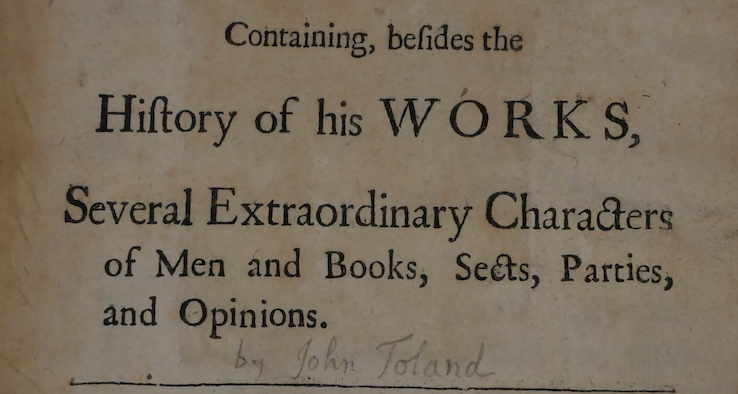 Containing, beſides the
Hiſtory of his WORKS,
Several Extraordinary Characters
of Men and Books, Sects, Parties,
and Opinions.
by John Toland